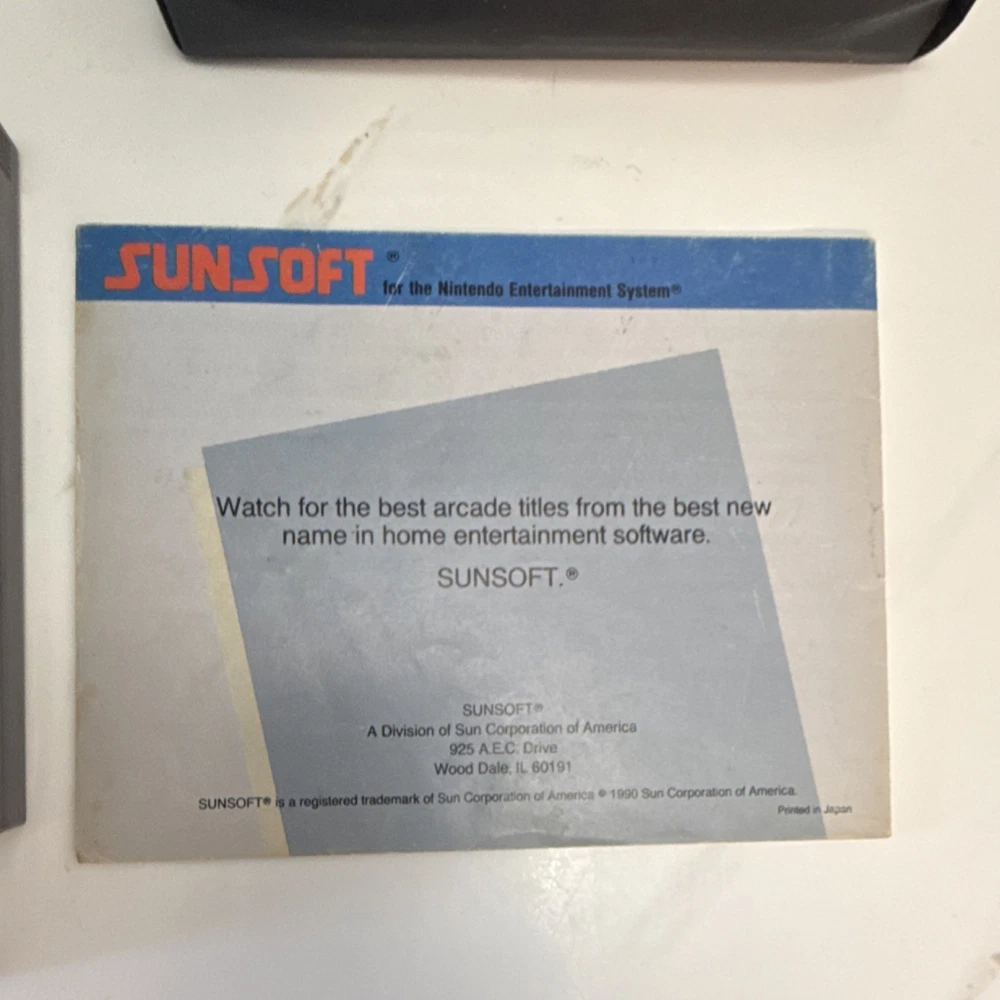 SUNSOFT®
for the Nintendo Entertainment System®
Watch for the best arcade titles from the best new
name in home entertainment software.
SUNSOFT.®
SUNSOFT®
A Division of Sun Corporation of America
925 A.E.C. Drive
Wood Dale, IL 60191
SUNSOFT® is a registered trademark of Sun Corporation of America © 1990 Sun Corporation of America.
Printed in Japan